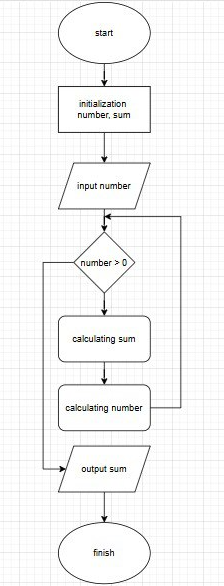 start
initialization
number, sum
input number
number > 0
calculating sum
calculating number
output sum
finish